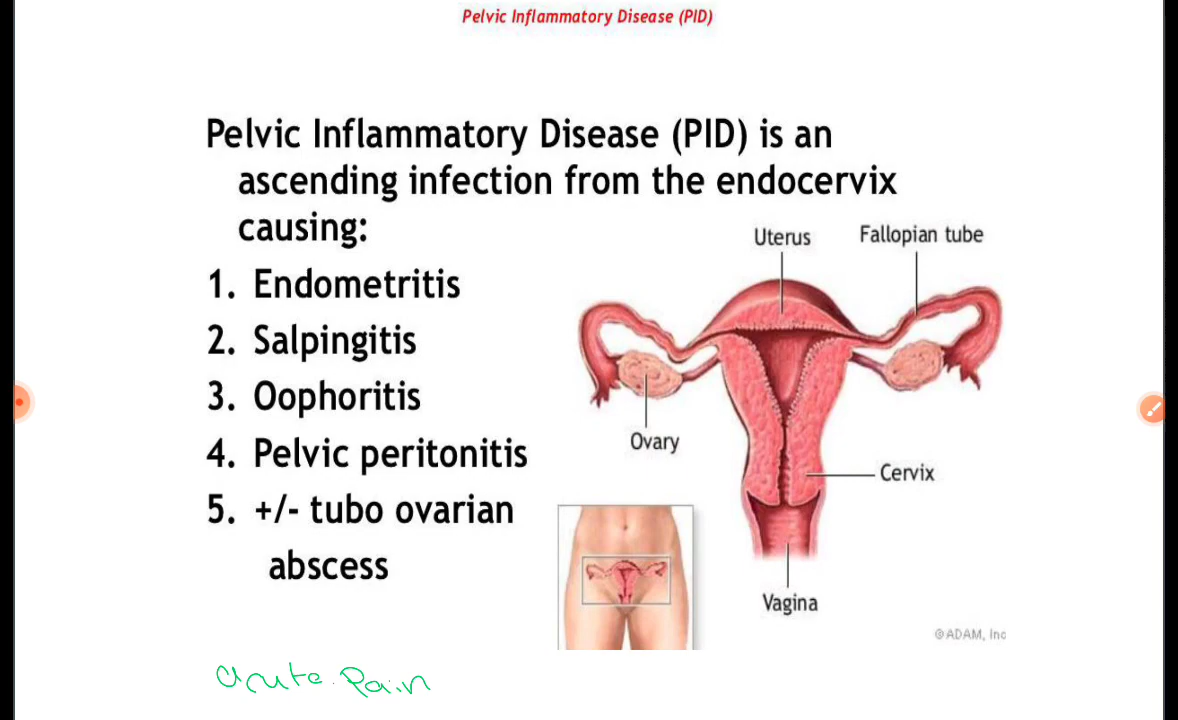 Pelvic Inflammatory Disease (PID)
Pelvic Inflammatory Disease (PID) is an
ascending infection from the endocervix
causing:
Uterus
Fallopian tube
1. Endometritis
2. Salpingitis
3. Oophoritis
4. Pelvic peritonitis
5. +/- tubo ovarian
abscess
Ovary
Cervix
Vagina
©ADAM, Inc
acute. Pain